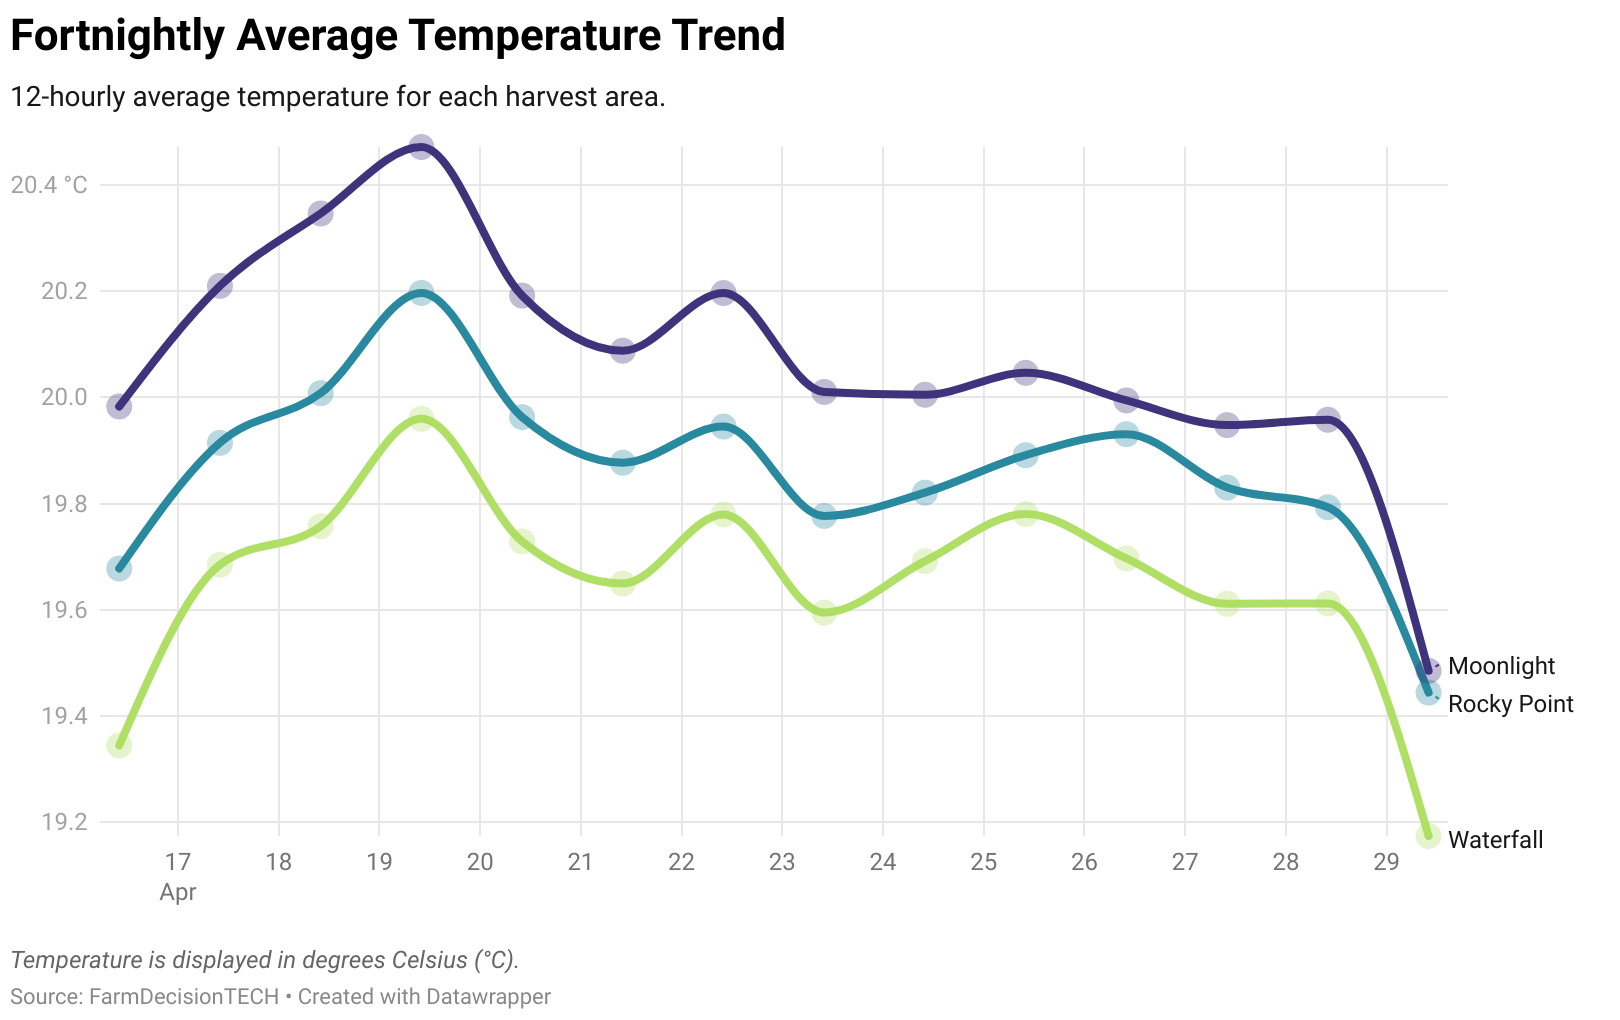 Fortnightly Average Temperature Trend
12-hourly average temperature for each harvest area.
20.4 °C
20.2
20.0
19.8
19.6
19.4
19.2
Moonlight
Rocky Point
Waterfall
17 18 19 20 21 22 23 24 25 26 27 28 29
Apr
Temperature is displayed in degrees Celsius (°C).
Source: FarmDecisionTECH • Created with Datawrapper